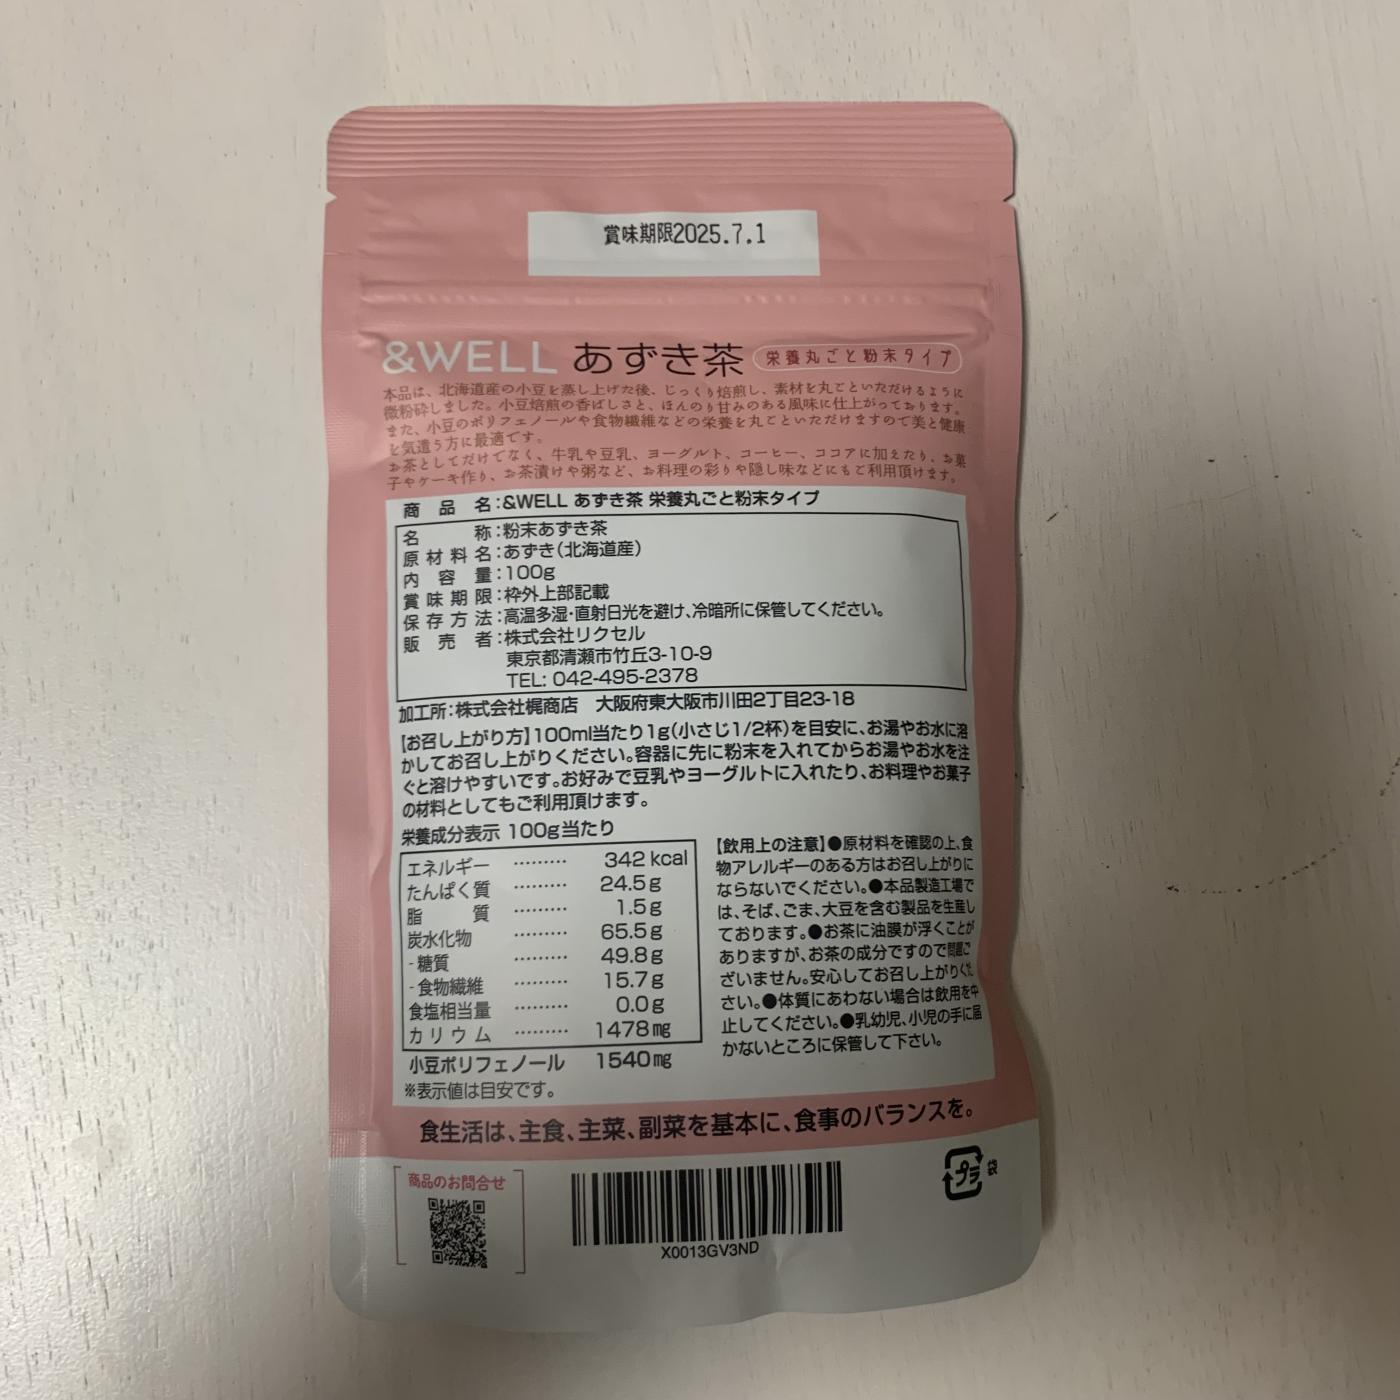 賞味期限2025.7.1
&WELL あずき茶 栄養丸ごと粉末タイプ
本品は、北海道産の小豆を蒸し上げた後、じっくり焙煎し、素材を丸ごといただけるように
微粉砕しました。小豆焙煎の香ばしさと、ほんのり甘みのある風味に仕上がっております。
また、小豆のポリフェノールや食物繊維などの栄養を丸ごといただけますので美と健康
を気遣う方に最適です。
お茶としてだけでなく、牛乳や豆乳、ヨーグルト、コーヒー、ココアに加えたり、お菓
子やケーキ作り、お茶漬けや粥など、お料理の彩りや隠し味などにもご利用頂けます。
商品名:&WELL あずき茶 栄養丸ごと粉末タイプ
名称:粉末あずき茶
原材料名:あずき(北海道産)
内容量:100g
賞味期限:枠外上部記載
保存方法:高温多湿・直射日光を避け、冷暗所に保管してください。
販売者:株式会社リクセル
東京都清瀬市竹丘3-10-9
TEL: 042-495-2378
加工所:株式会社梶商店 大阪府東大阪市川田2丁目23-18
【お召し上がり方】100ml当たり1g(小さじ1/2杯)を目安に、お湯やお水に溶
かしてお召し上がりください。容器に先に粉末を入れてからお湯やお水を注
ぐと溶けやすいです。お好みで豆乳やヨーグルトに入れたり、お料理やお菓子
の材料としてもご利用頂けます。
栄養成分表示 100g当たり
エネルギー ……… 342 kcal
たんぱく質 ……… 24.5g
脂質 ……… 1.5g
炭水化物 ……… 65.5g
-糖質 ……… 49.8g
-食物繊維 ……… 15.7g
食塩相当量 ……… 0.0g
カリウム ……… 1478㎎
小豆ポリフェノール 1540㎎
※表示値は目安です。
【飲用上の注意】●原材料を確認の上、食
物アレルギーのある方はお召し上がりに
ならないでください。●本品製造工場で
は、そば、ごま、大豆を含む製品を生産し
ております。●お茶に油膜が浮くことが
ありますが、お茶の成分ですので問題ご
ざいません。安心してお召し上がりくだ
さい。●体質にあわない場合は飲用を中
止してください。●乳幼児、小児の手に届
かないところに保管して下さい。
食生活は、主食、主菜、副菜を基本に、食事のバランスを。
商品のお問合せ
X0013GV3ND
プラ
袋